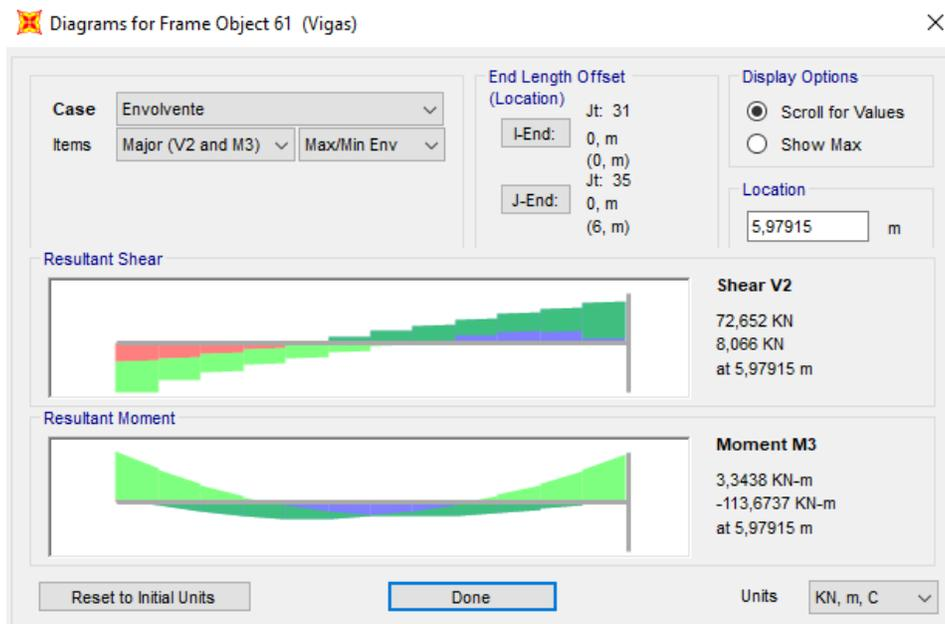 Diagrams for Frame Object 61 (Vigas)
Case Envolvente
Items Major (V2 and M3) Max/Min Env
End Length Offset
(Location)
I-End:
Jt: 31
0, m
(0, m)
J-End:
Jt: 35
0, m
(6, m)
Display Options
Scroll for Values
Show Max
Location
5,97915 m
Resultant Shear
Shear V2
72,652 KN
8,066 KN
at 5,97915 m
Resultant Moment
Moment M3
3,3438 KN-m
-113,6737 KN-m
at 5,97915 m
Reset to Initial Units Done Units KN, m, C